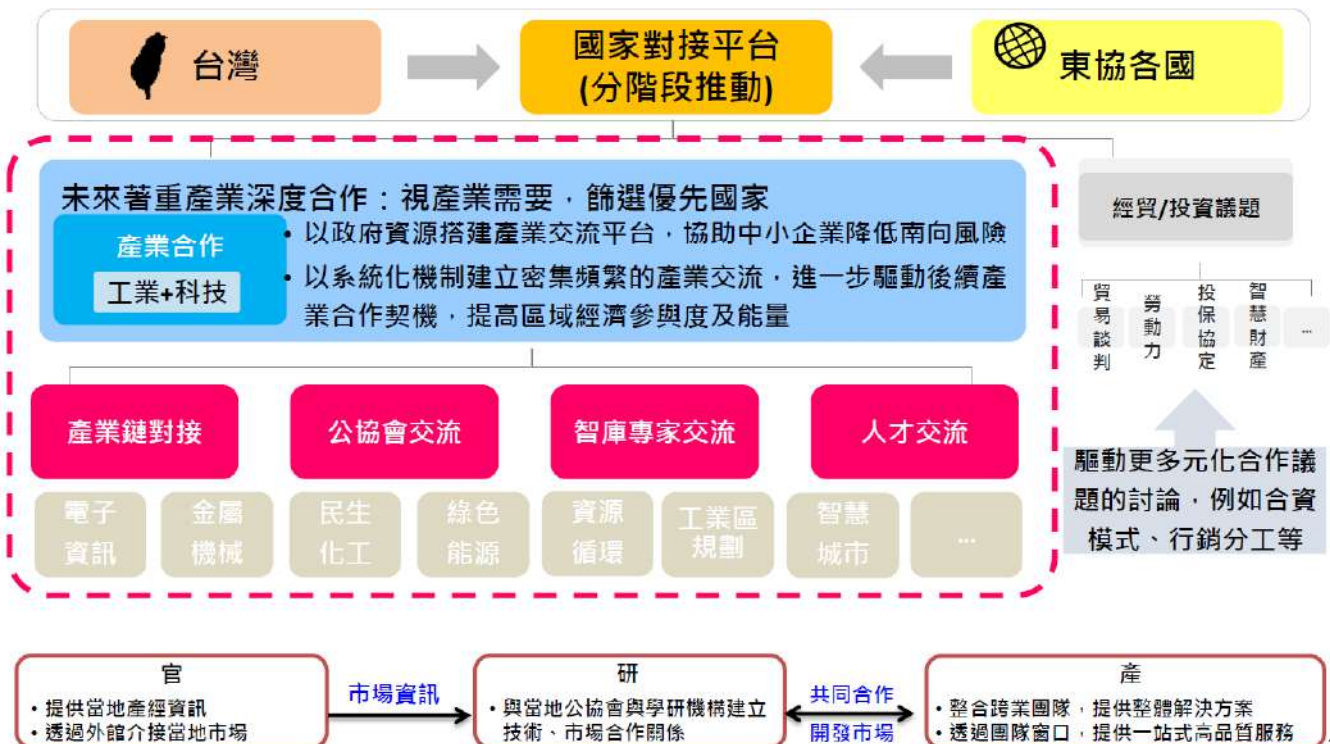 台灣
國家對接平台
(分階段推動)
東協各國
未來著重產業深度合作：視產業需要，篩選優先國家
產業合作
工業+科技
• 以政府資源搭建產業交流平台，協助中小企業降低南向風險
• 以系統化機制建立密集頻繁的產業交流，進一步驅動後續產
業合作契機，提高區域經濟參與度及能量
經貿/投資議題
貿易談判
勞動力
投保協定
智慧財產
...
產業鏈對接
公協會交流
智庫專家交流
人才交流
電子
資訊
金屬
機械
民生
化工
綠色
能源
資源
循環
工業區
規劃
智慧
城市
...
驅動更多元化合作議
題的討論，例如合資
模式、行銷分工等
官
• 提供當地產經資訊
• 透過外館介接當地市場
市場資訊
研
• 與當地公協會與學研機構建立
技術、市場合作關係
共同合作
開發市場
產
• 整合跨業團隊，提供整體解決方案
• 透過團隊窗口，提供一站式高品質服務